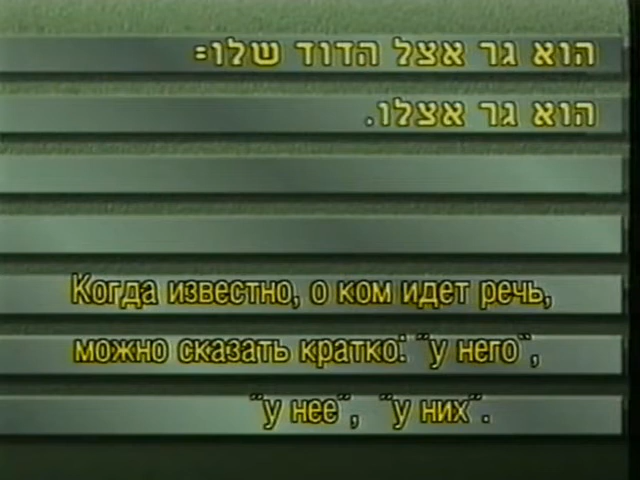 הוא גר אצל הדוד שלו=
הוא גר אצלו.
Когда известно, о ком идет речь,
можно сказать кратко: "у него",
"у нее", "у них".